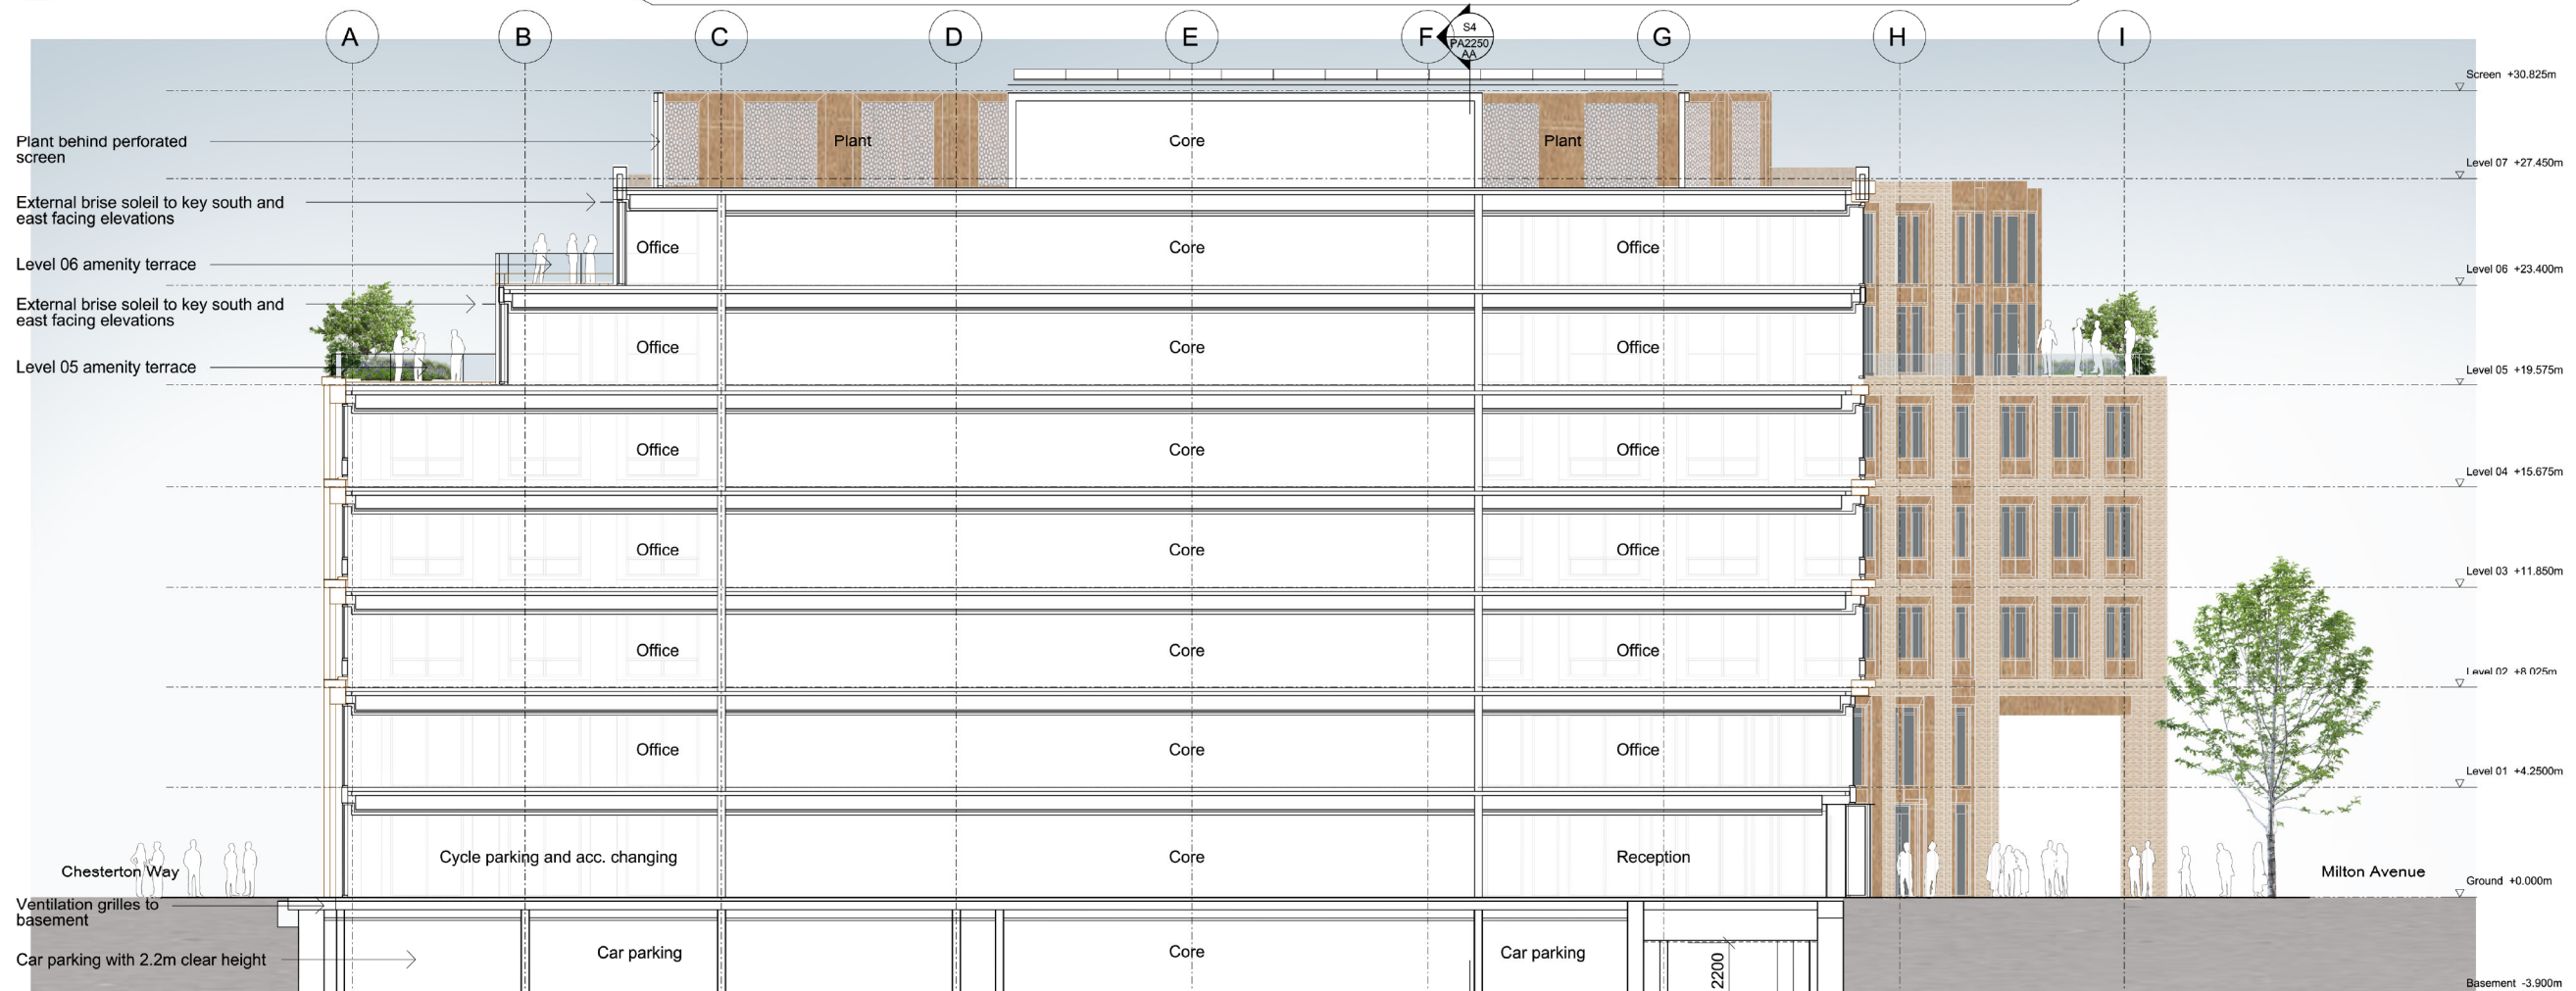 A
B
C
D
E
F
S4
PA2250
AA
G
H
I
Screen +30.825m
Plant behind perforated
screen
Plant
Core
Plant
Level 07 +27.450m
External brise soleil to key south and
east facing elevations
Office
Core
Office
Level 06 amenity terrace
Level 06 +23.400m
External brise soleil to key south and
east facing elevations
Office
Core
Office
Level 05 amenity terrace
Level 05 +19.575m
Office
Core
Office
Level 04 +15.675m
Office
Core
Office
Level 03 +11.850m
Office
Core
Office
Level 02 +8.025m
Office
Core
Office
Level 01 +4.2500m
Cycle parking and acc. changing
Core
Reception
Chesterton Way
Milton Avenue
Ground +0.000m
Ventilation grilles to
basement
Car parking with 2.2m clear height
Car parking
Core
Car parking
2200
Basement -3.900m